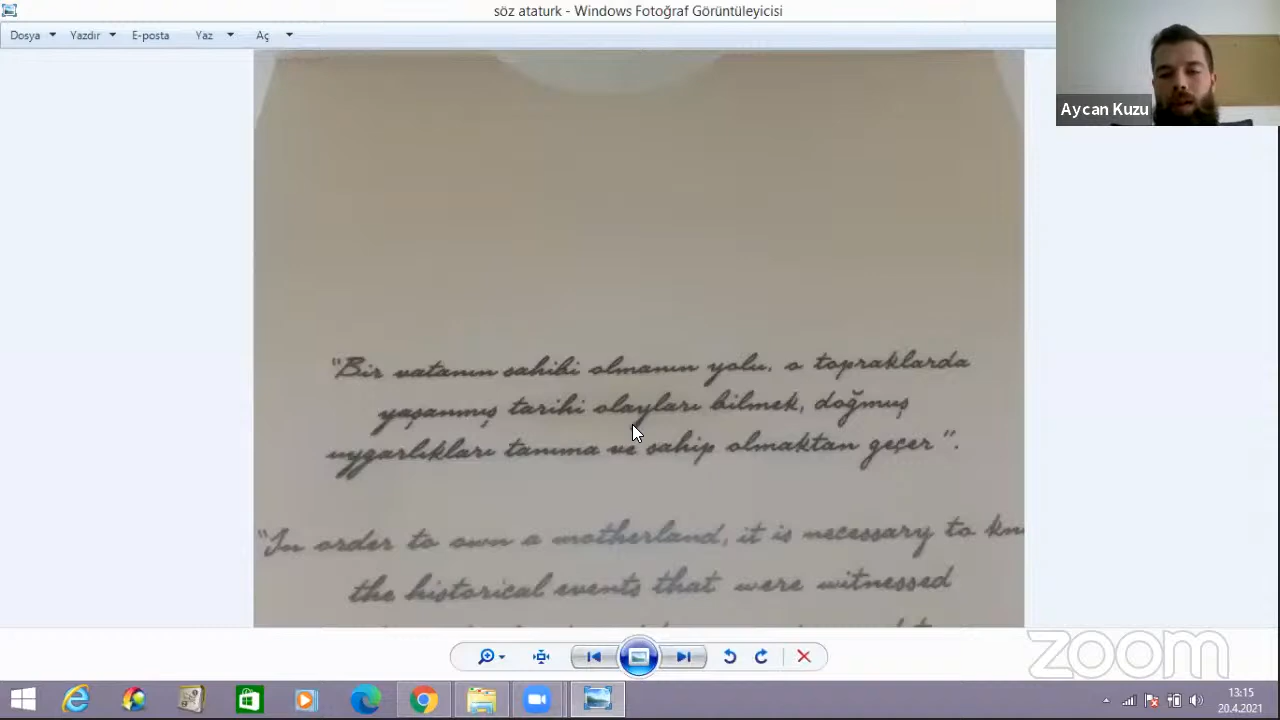 söz ataturk - Windows Fotoğraf Görüntüleyicisi
Dosya Yazdır E-posta Yaz Aç
Aycan Kuzu
"Bir vatanın sahibi olmanın yolu, o topraklarda
yaşanmış tarihi olayları bilmek, doğmuş
uygarlıkları tanıma ve sahip olmaktan geçer".
"In order to own a motherland, it is necessary to kn
the historical events that were witnessed
zoom
13:15
20.4.2021